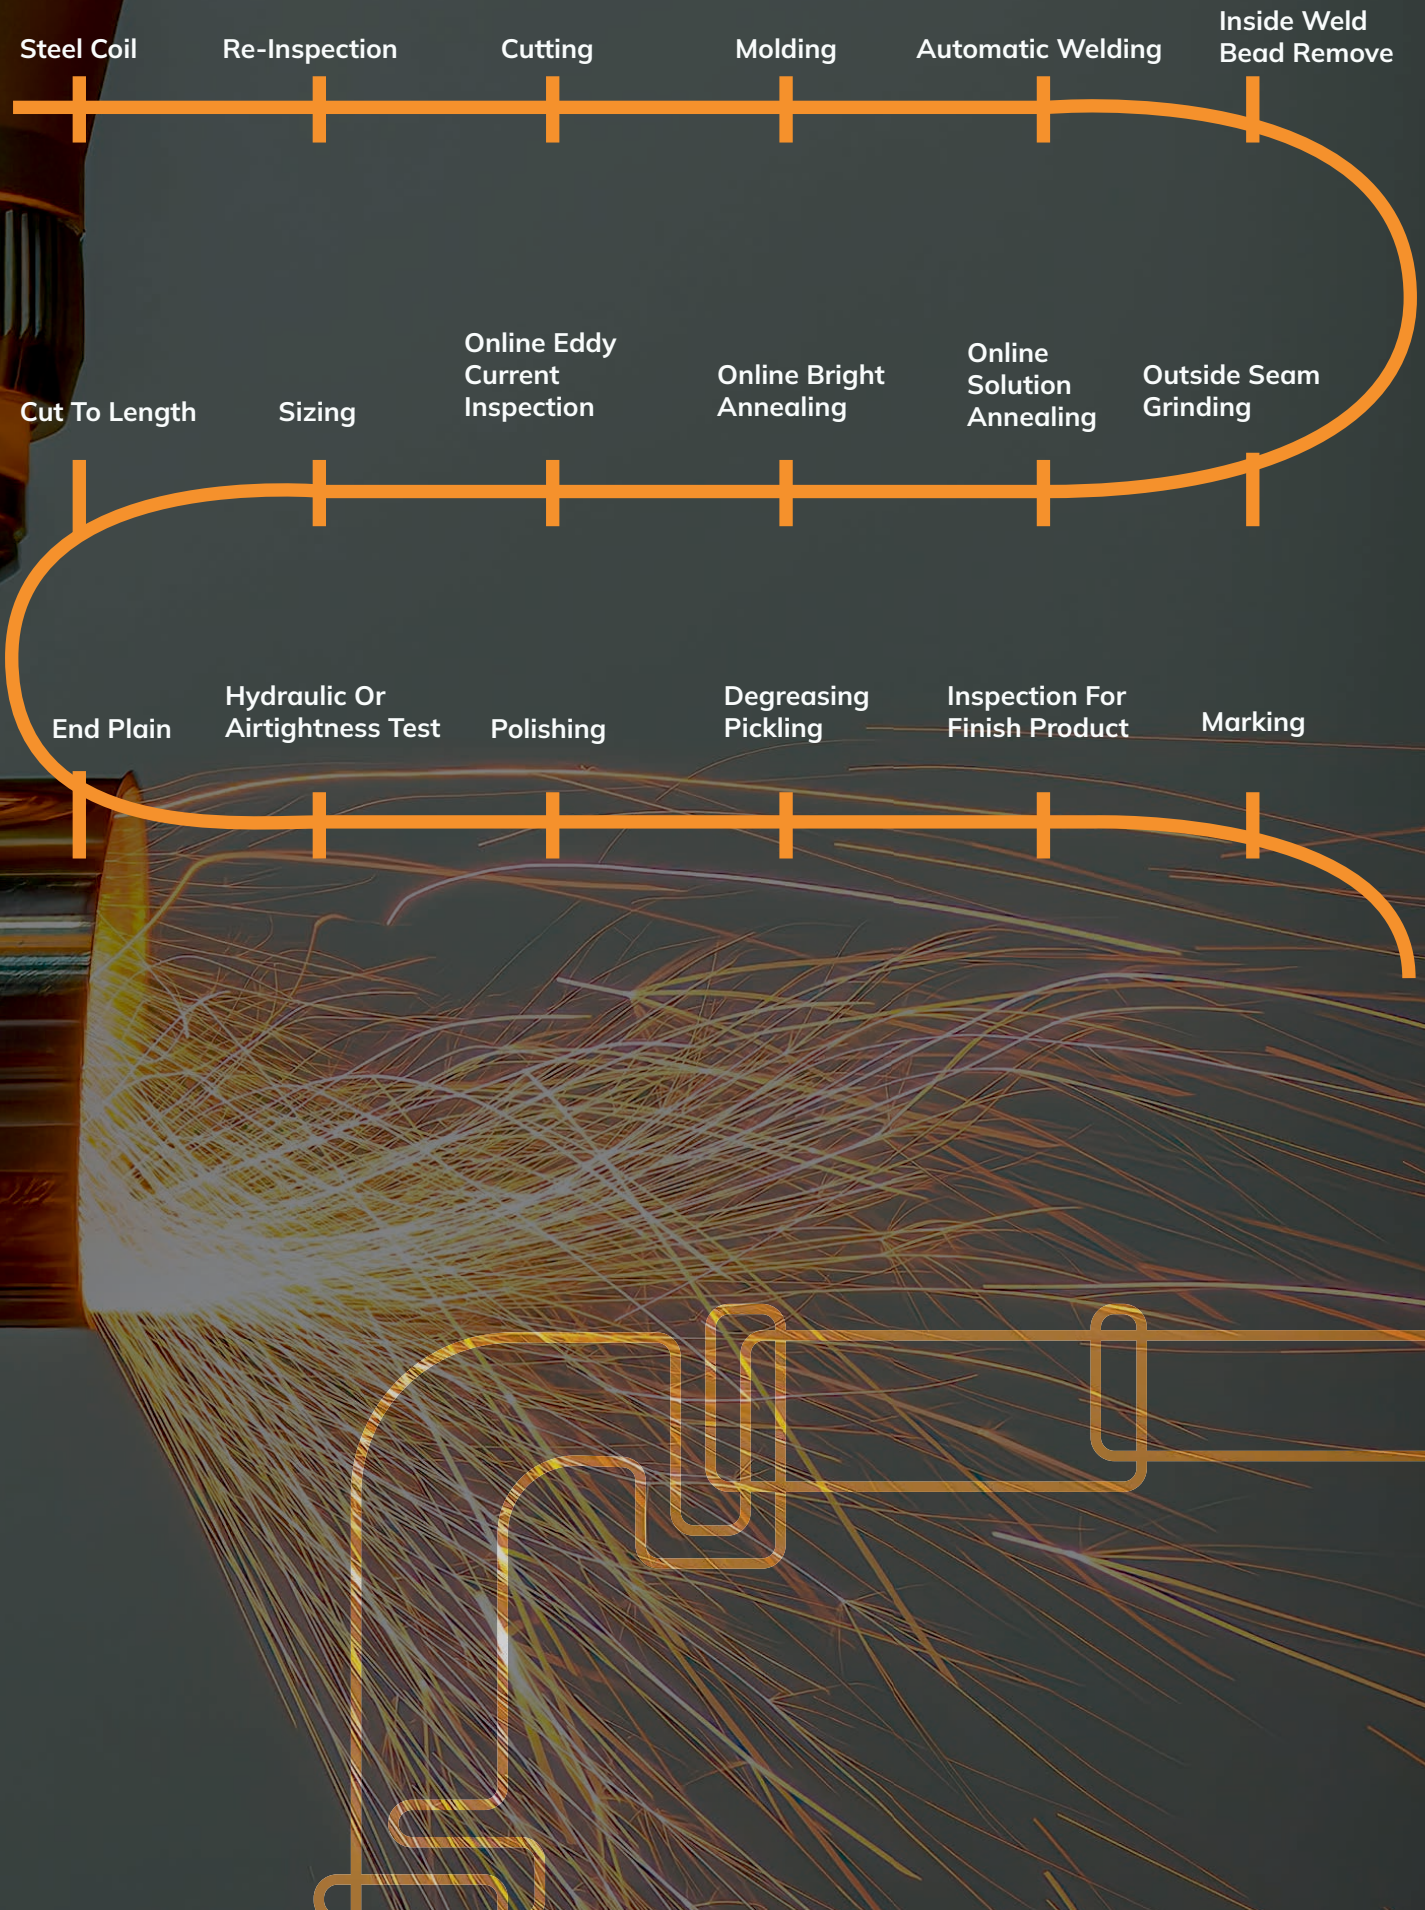 Steel Coil
Re-Inspection
Cutting
Molding
Automatic Welding
Inside Weld
Bead Remove
Cut To Length
Sizing
Online Eddy
Current
Inspection
Online Bright
Annealing
Online
Solution
Annealing
Outside Seam
Grinding
End Plain
Hydraulic Or
Airtightness Test
Polishing
Degreasing
Pickling
Inspection For
Finish Product
Marking